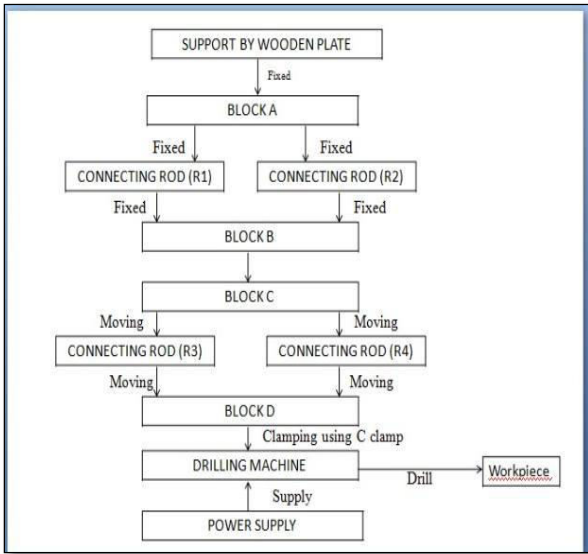 SUPPORT BY WOODEN PLATE
Fixed
BLOCK A
Fixed Fixed
CONNECTING ROD (R1) CONNECTING ROD (R2)
Fixed Fixed
BLOCK B
BLOCK C
Moving Moving
CONNECTING ROD (R3) CONNECTING ROD (R4)
Moving Moving
BLOCK D
Clamping using C clamp
DRILLING MACHINE Workpiece
Drill
Supply
POWER SUPPLY